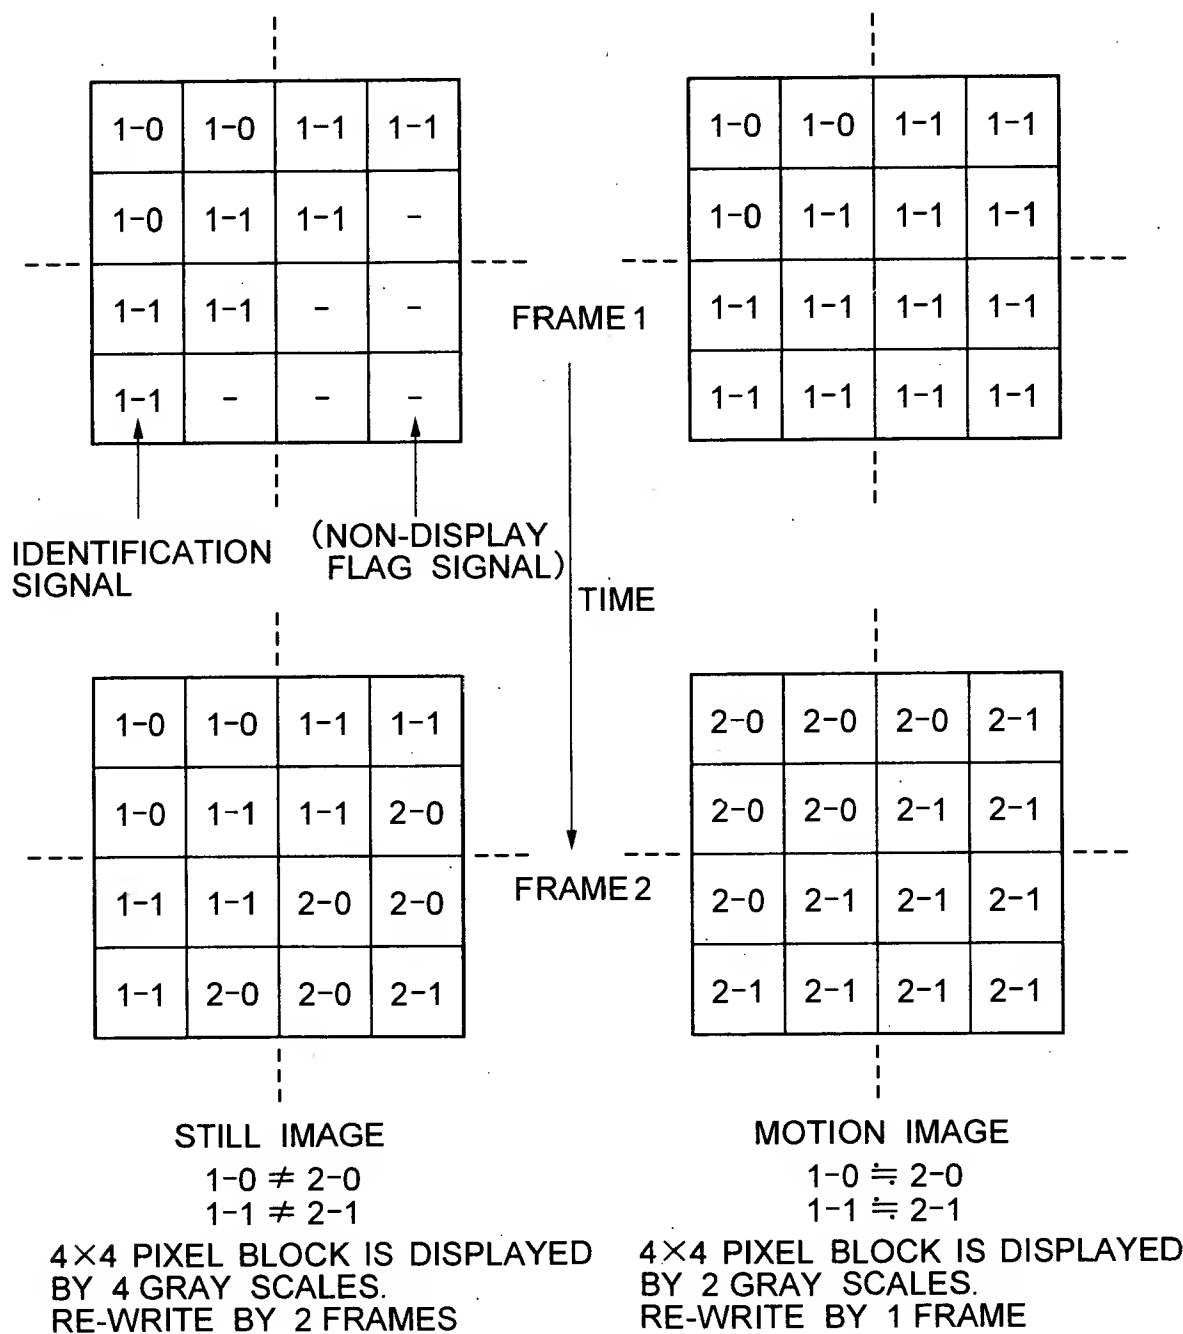 1-0 1-0 1-1 1-1
1-0 1-1 1-1 -
1-1 1-1 - -
1-1 - - -
1-0 1-0 1-1 1-1
1-0 1-1 1-1 1-1
1-1 1-1 1-1 1-1
1-1 1-1 1-1 1-1
FRAME 1
IDENTIFICATION
SIGNAL
(NON-DISPLAY
FLAG SIGNAL)
TIME
1-0 1-0 1-1 1-1
1-0 1-1 1-1 2-0
1-1 1-1 2-0 2-0
1-1 2-0 2-0 2-1
FRAME 2
2-0 2-0 2-0 2-1
2-0 2-0 2-1 2-1
2-0 2-1 2-1 2-1
2-1 2-1 2-1 2-1
STILL IMAGE
1-0 ≠ 2-0
1-1 ≠ 2-1
4×4 PIXEL BLOCK IS DISPLAYED
BY 4 GRAY SCALES.
RE-WRITE BY 2 FRAMES
MOTION IMAGE
1-0 ≒ 2-0
1-1 ≒ 2-1
4×4 PIXEL BLOCK IS DISPLAYED
BY 2 GRAY SCALES.
RE-WRITE BY 1 FRAME